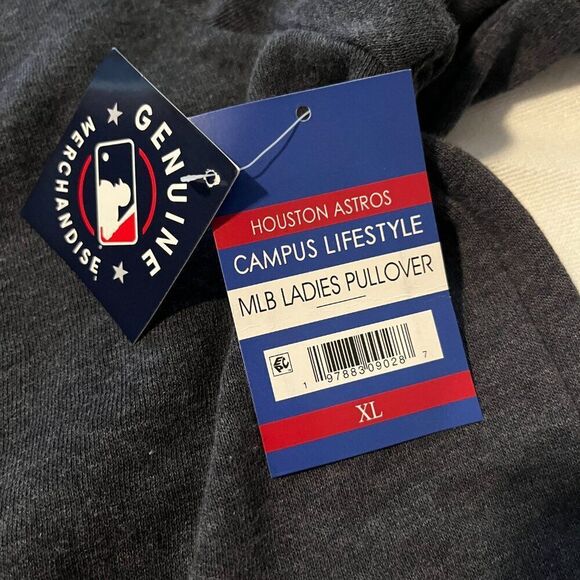 GENUINE
MERCHANDISE
HOUSTON ASTROS
CAMPUS LIFESTYLE
MLB LADIES PULLOVER
1 97883 09028 7
XL